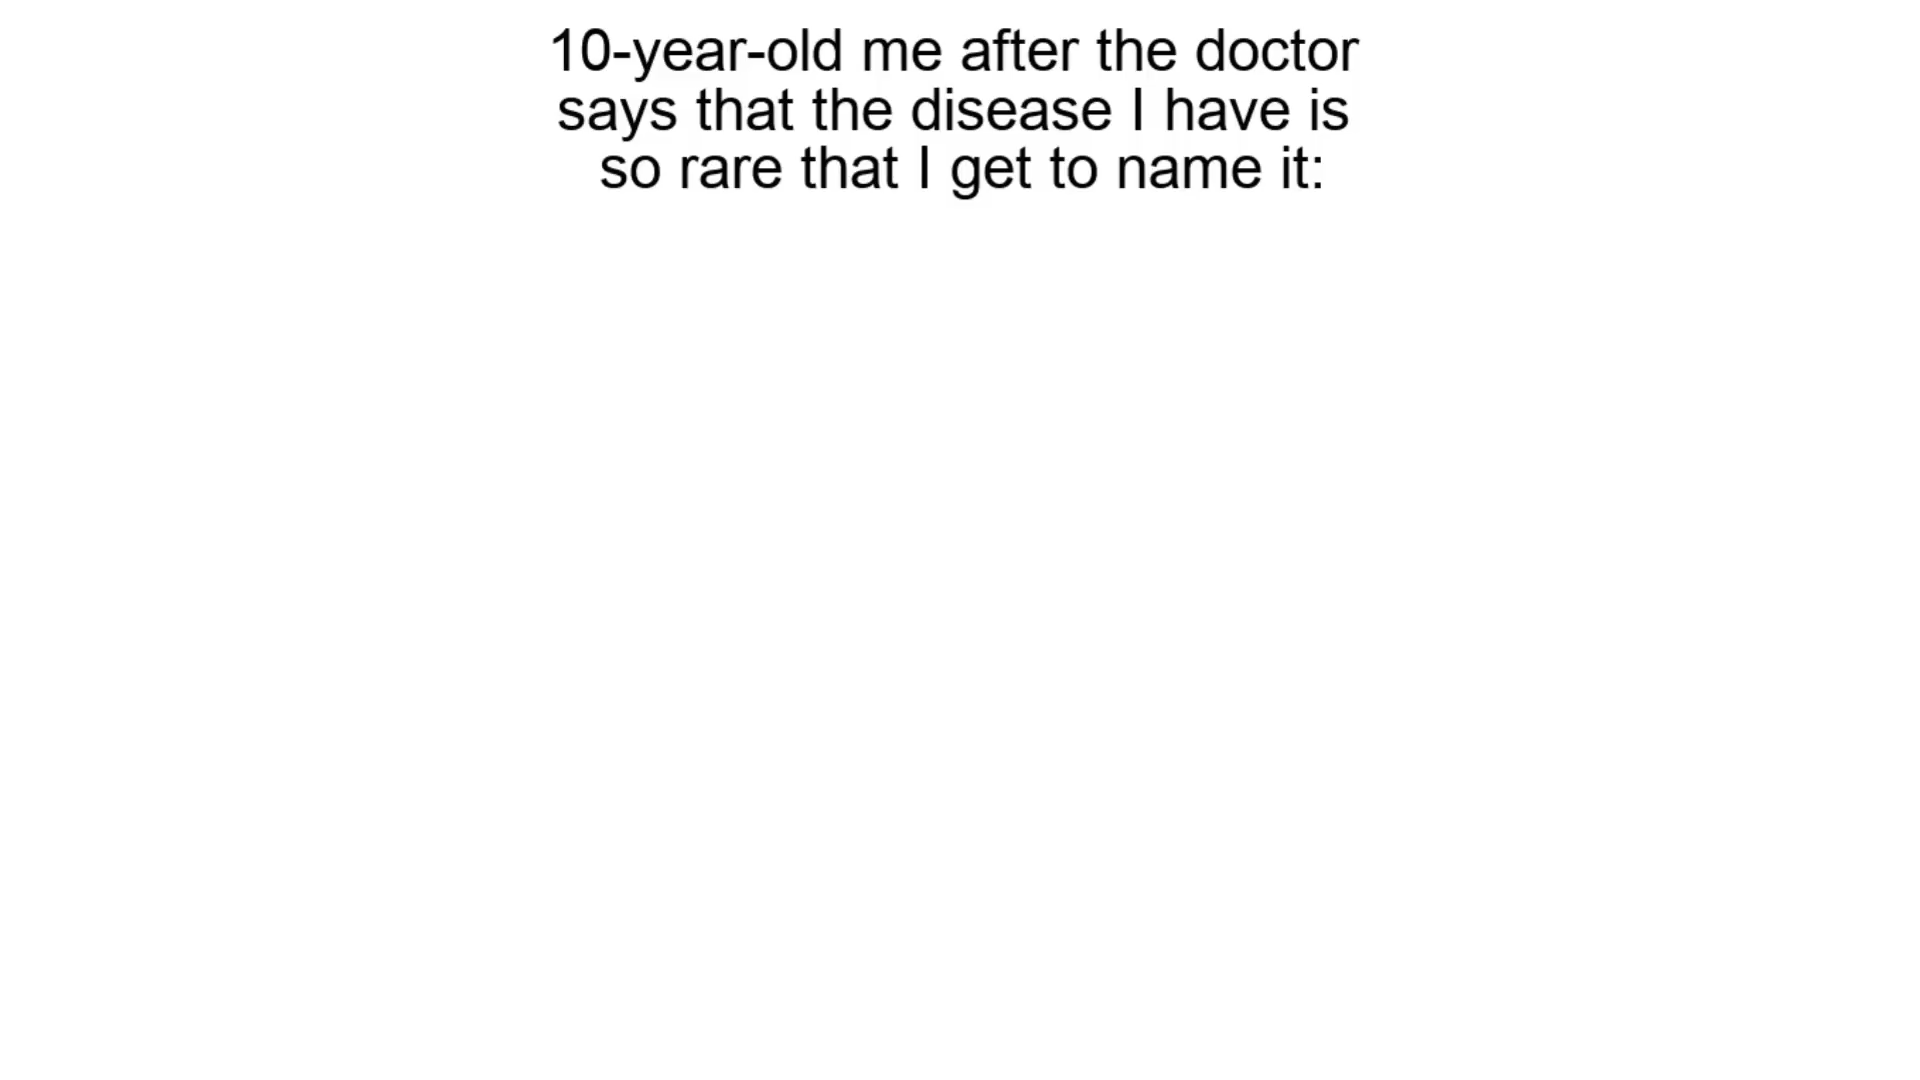 10-year-old me after the doctor
says that the disease I have is
so rare that I get to name it: